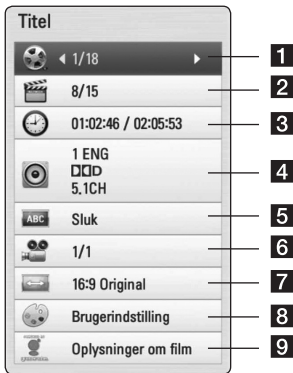 Titel
1/18 1
8/15 2
01:02:46 / 02:05:53 3
1 ENG
D
5.1CH 4
ABC Sluk 5
1/1 6
16:9 Original 7
Brugerindstilling 8
Oplysninger om film 9